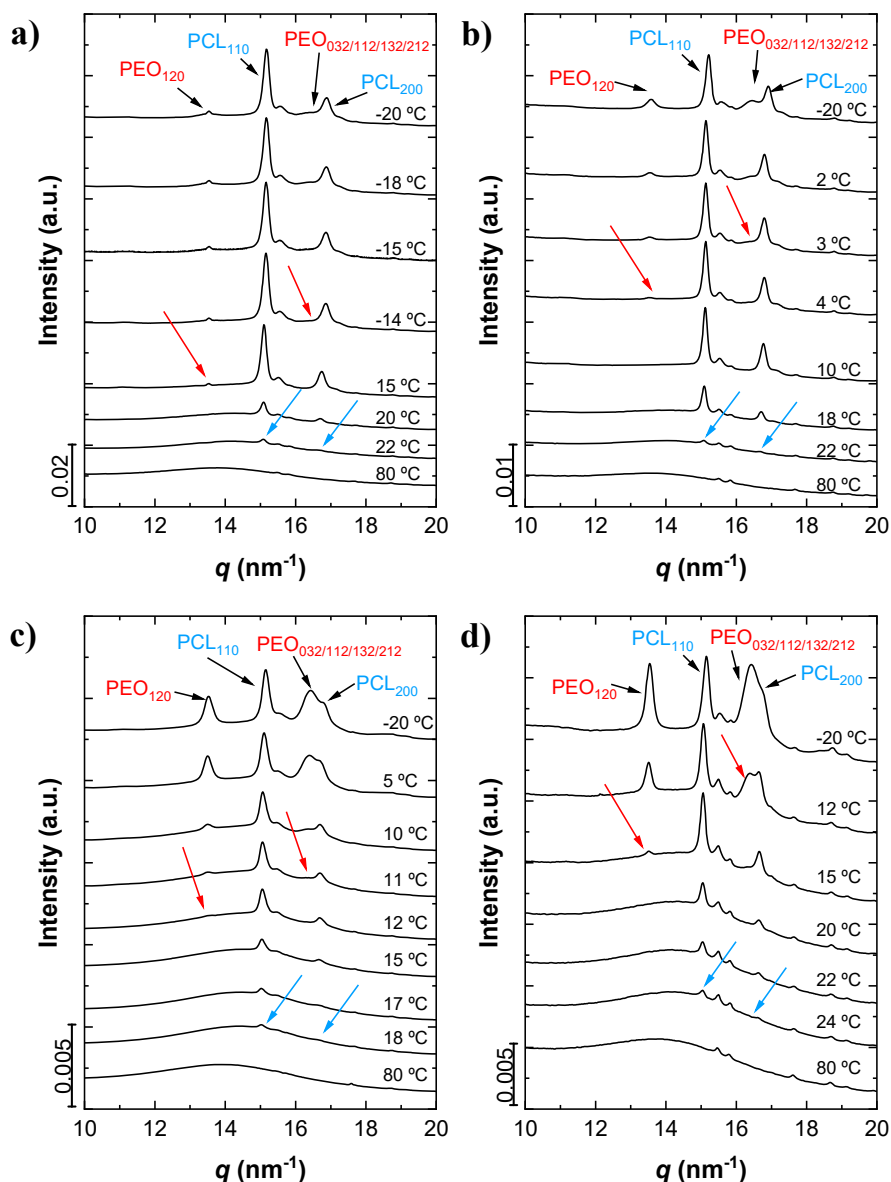 a)
PCL110
PEO032/112/132/212
PEO120
PCL200
-20 ºC
-18 ºC
-15 ºC
-14 ºC
15 ºC
20 ºC
22 ºC
80 ºC
0.02
Intensity (a.u.)
10 12 14 16 18 20
q (nm-1)
b)
PCL110
PEO032/112/132/212
PEO120
PCL200
-20 ºC
2 ºC
3 ºC
4 ºC
10 ºC
18 ºC
22 ºC
80 ºC
0.01
Intensity (a.u.)
10 12 14 16 18 20
q (nm-1)
c)
PCL110
PEO032/112/132/212
PEO120
PCL200
-20 ºC
5 ºC
10 ºC
11 ºC
12 ºC
15 ºC
17 ºC
18 ºC
80 ºC
0.005
Intensity (a.u.)
10 12 14 16 18 20
q (nm-1)
d)
PEO032/112/132/212
PCL110
PEO120
PCL200
-20 ºC
12 ºC
15 ºC
20 ºC
22 ºC
24 ºC
80 ºC
0.005
Intensity (a.u.)
10 12 14 16 18 20
q (nm-1)